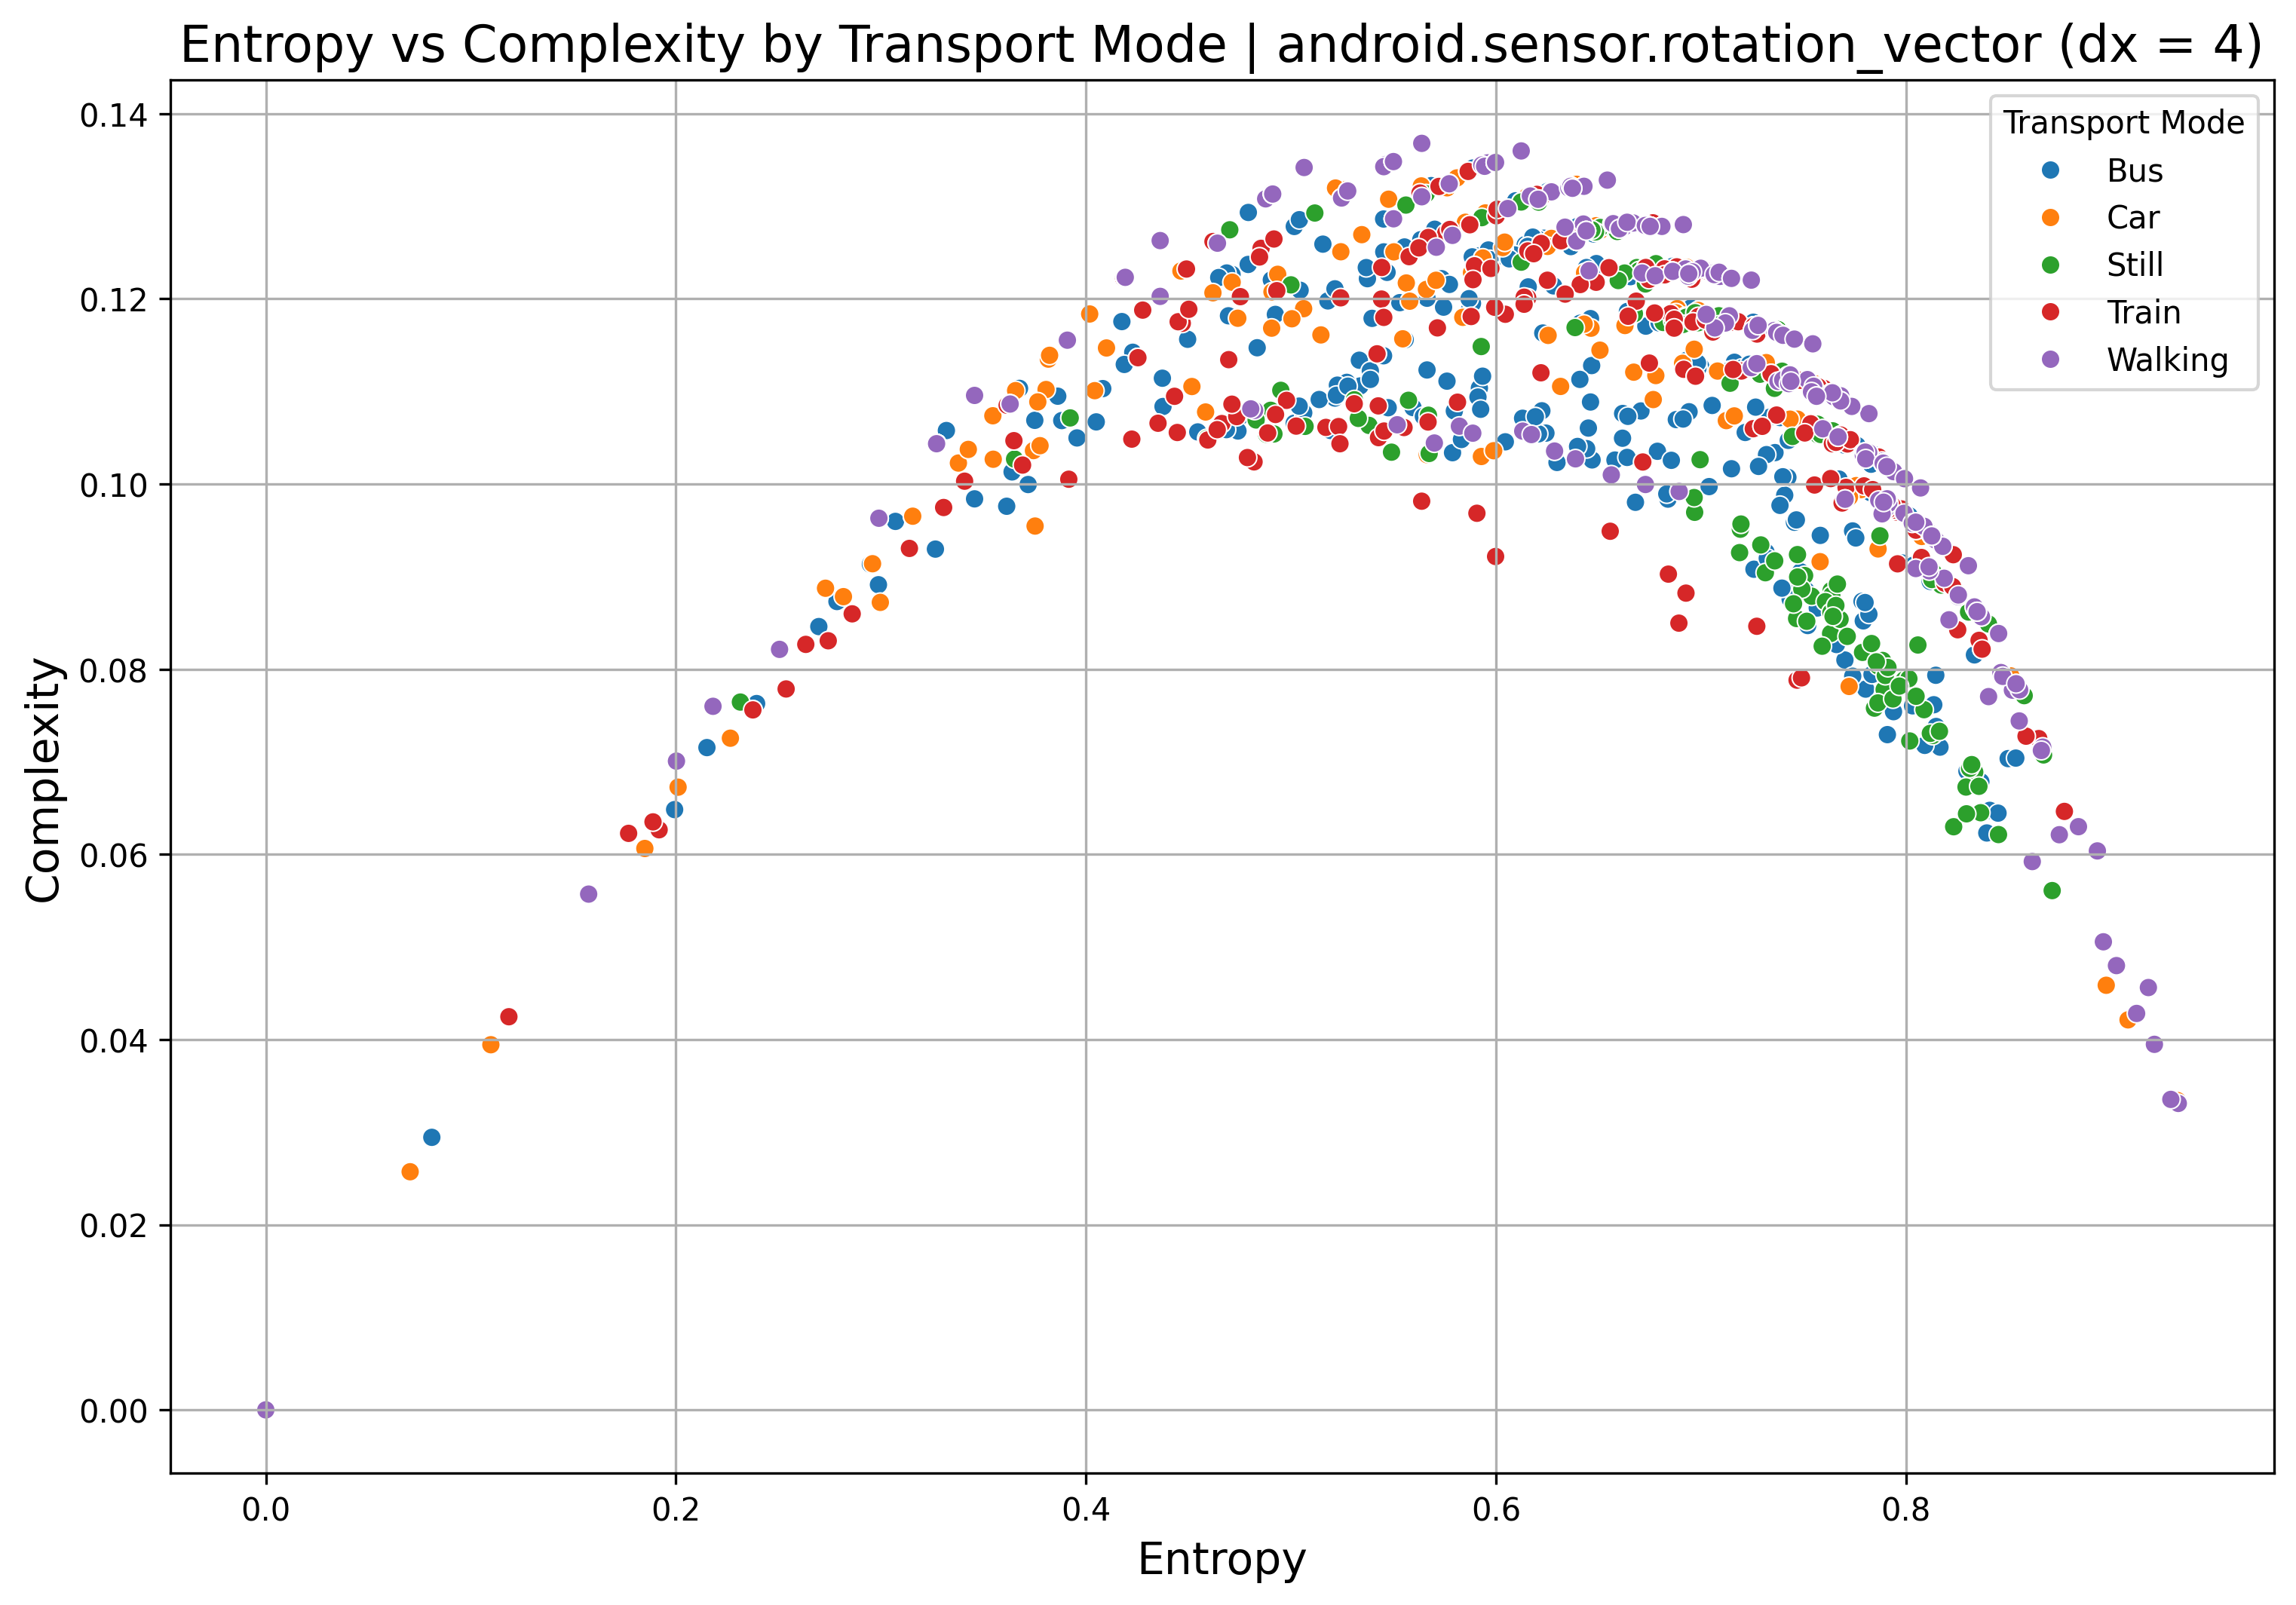 Entropy vs Complexity by Transport Mode | android.sensor.rotation_vector (dx = 4)
0.14
0.12
0.10
0.08
0.06
0.04
0.02
0.00
Complexity
Transport Mode
Bus
Car
Still
Train
Walking
0.0 0.2 0.4 0.6 0.8
Entropy